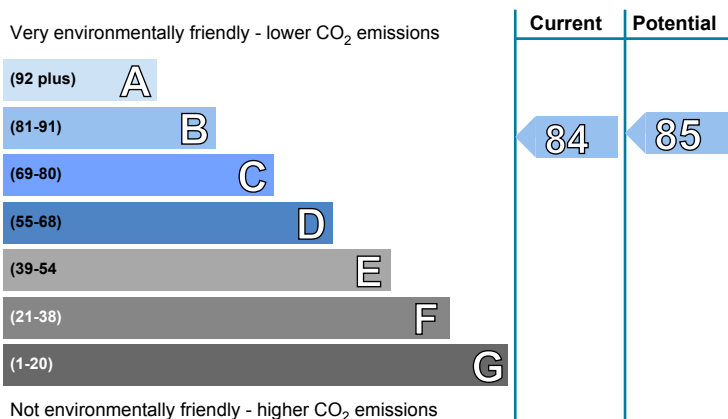 Current Potential
Very environmentally friendly - lower CO2 emissions
(92 plus) A
(81-91) B 84 85
(69-80) C
(55-68) D
(39-54 E
(21-38) F
(1-20) G
Not environmentally friendly - higher CO2 emissions